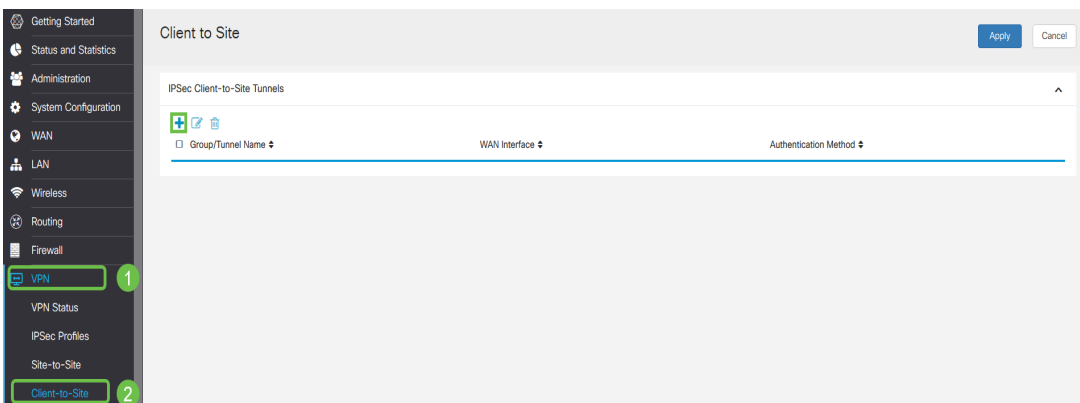 Getting Started
Status and Statistics
Administration
System Configuration
WAN
LAN
Wireless
Routing
Firewall
VPN 1
VPN Status
IPSec Profiles
Site-to-Site
Client-to-Site 2
Client to Site
Apply Cancel
IPSec Client-to-Site Tunnels
Group/Tunnel Name WAN Interface Authentication Method